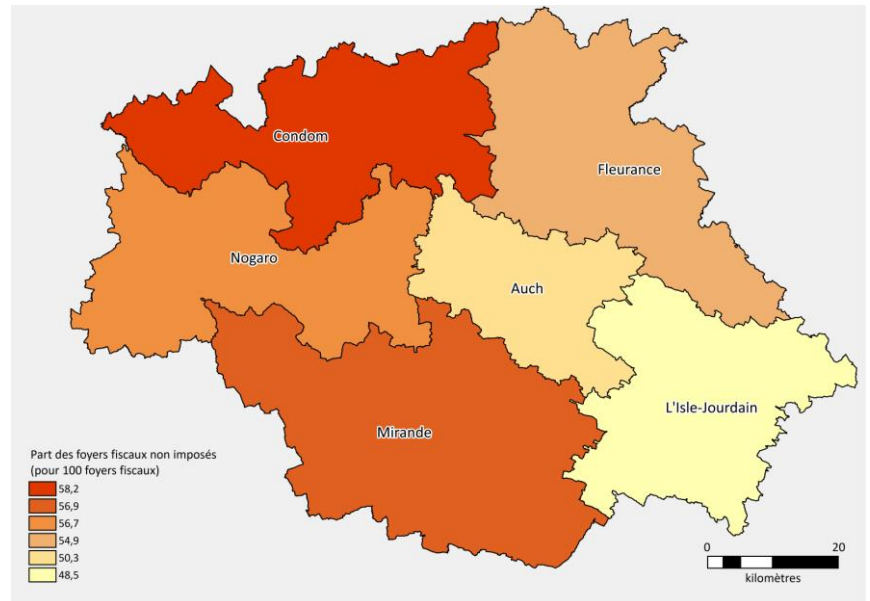 Condom
Fleurance
Nogaro
Auch
L'Isle-Jourdain
Mirande
Part des foyers fiscaux non imposés
(pour 100 foyers fiscaux)
58,2
56,9
56,7
54,9
50,3
48,5
0 20
kilomètres